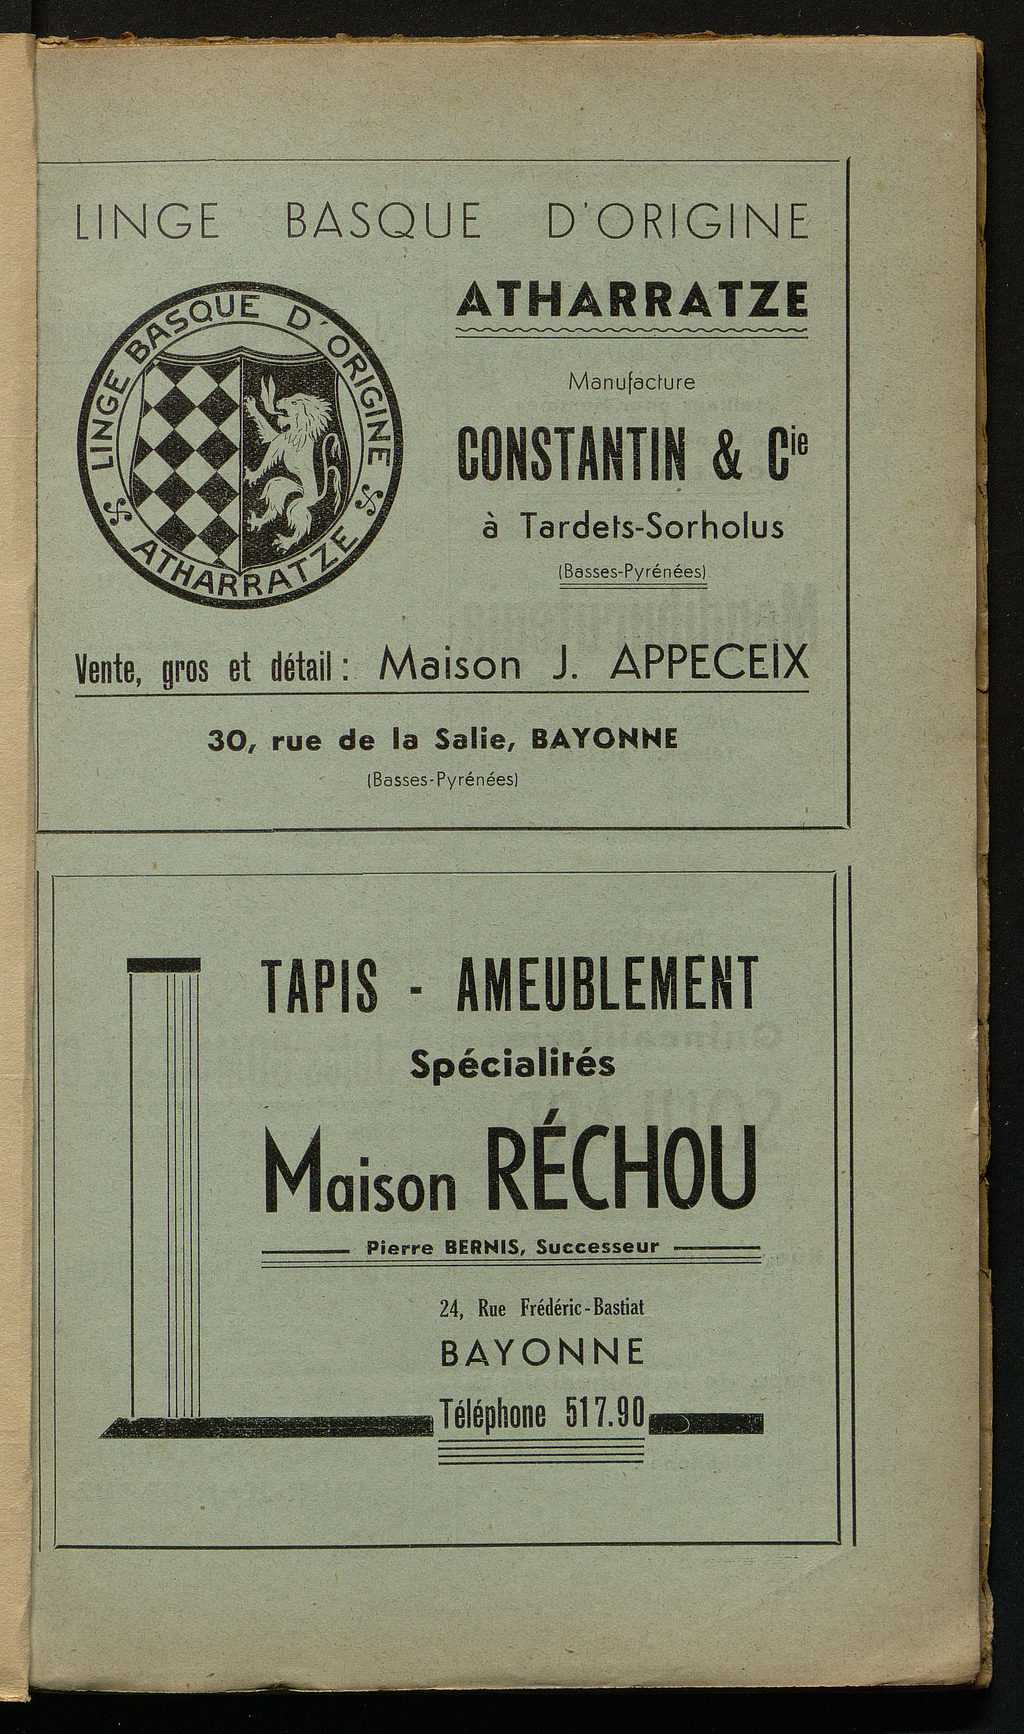 LINGE BASQUE D'ORIGINE
LINGE BASQUE D'ORIGINE
ATHARRATZE
ATHARRATZE
Manufacture
CONSTANTIN & Cie
à Tardets-Sorholus
(Basses-Pyrénées)
Vente, gros et détail : Maison J. APPECEIX
30, rue de la Salie, BAYONNE
(Basses-Pyrénées)
TAPIS - AMEUBLEMENT
Spécialités
Maison RÉCHOU
Pierre BERNIS, Successeur
24, Rue Frédéric-Bastiat
BAYONNE
Téléphone 517.90